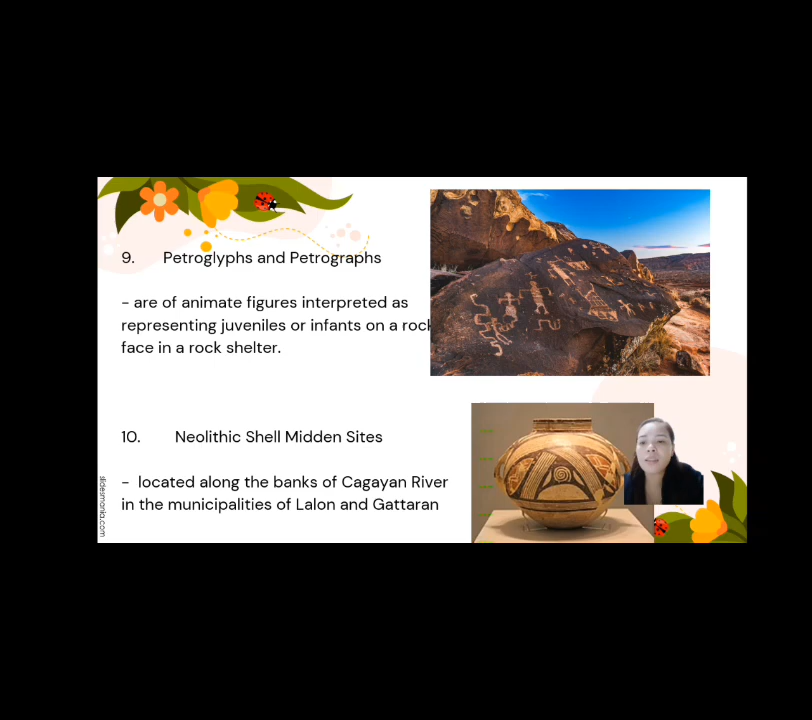 9. Petroglyphs and Petrographs
- are of animate figures interpreted as
representing juveniles or infants on a rock
face in a rock shelter.
10. Neolithic Shell Midden Sites
- located along the banks of Cagayan River
in the municipalities of Lalon and Gattaran
slidesmania.com